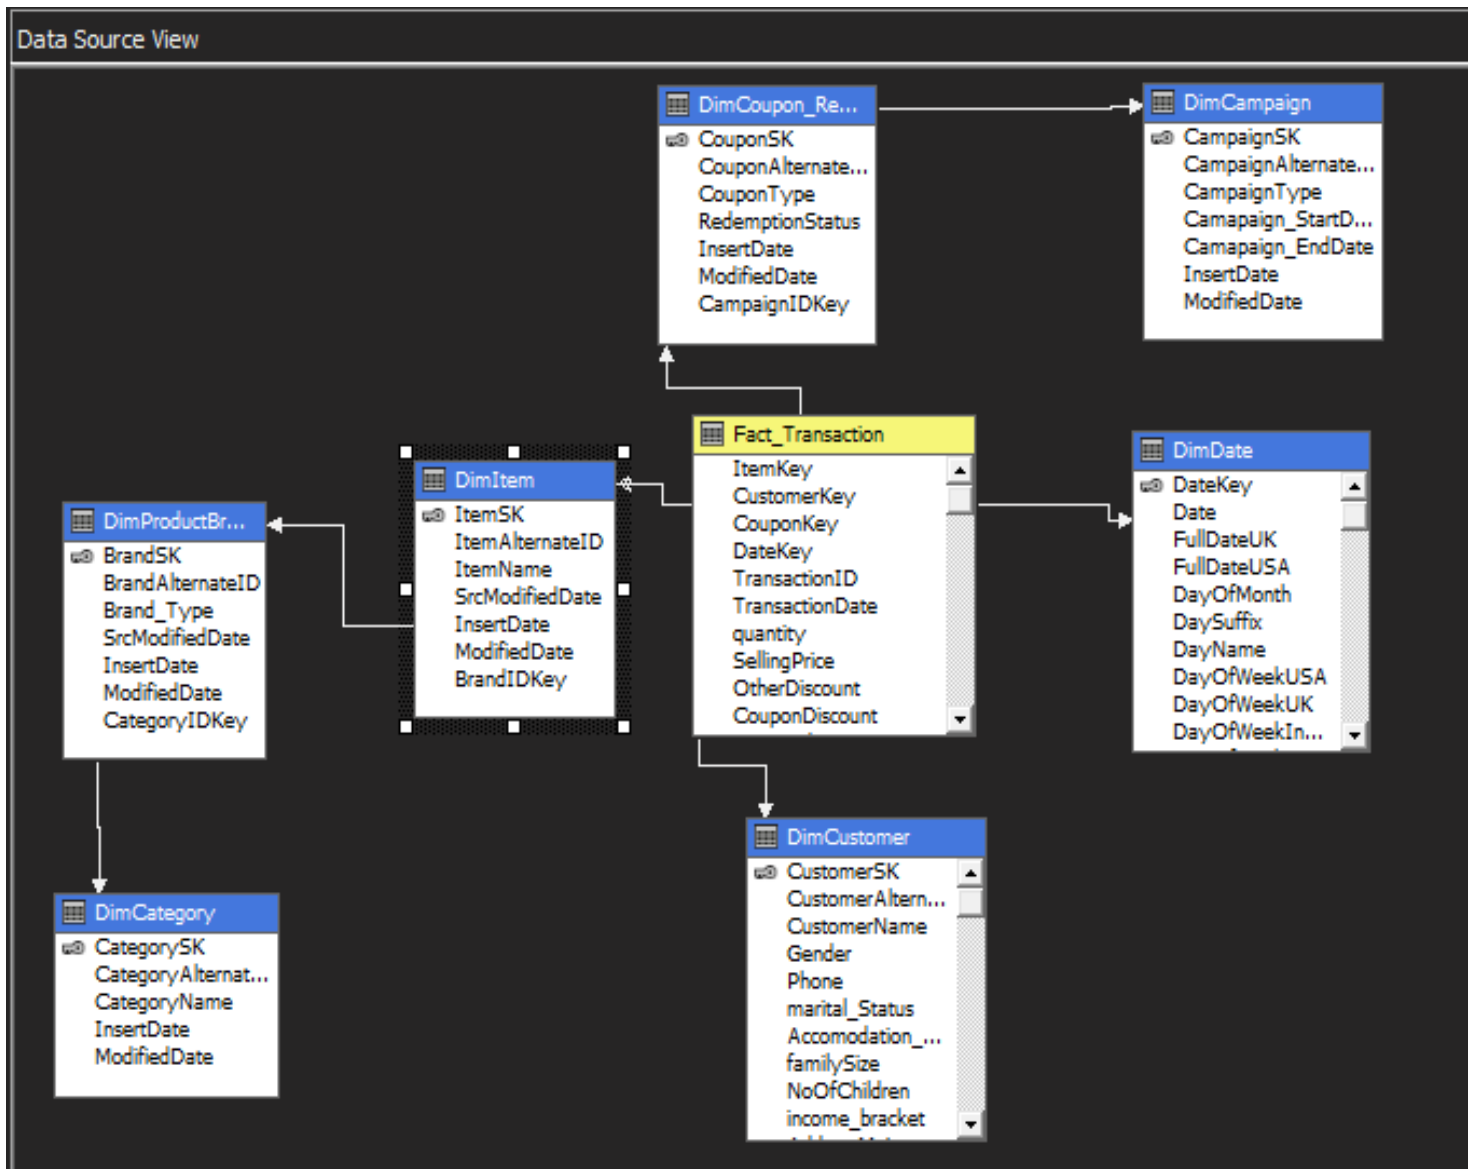 Data Source View
DimCoupon_Re...
CouponSK
CouponAlternate...
CouponType
RedemptionStatus
InsertDate
ModifiedDate
CampaignIDKey
DimCampaign
CampaignSK
CampaignAlternate...
CampaignType
Camapaign_StartD...
Camapaign_EndDate
InsertDate
ModifiedDate
Fact_Transaction
ItemKey
CustomerKey
CouponKey
DateKey
TransactionID
TransactionDate
quantity
SellingPrice
OtherDiscount
CouponDiscount
DimDate
DateKey
Date
FullDateUK
FullDateUSA
DayOfMonth
DaySuffix
DayName
DayOfWeekUSA
DayOfWeekUK
DayOfWeekIn...
DimItem
ItemSK
ItemAlternateID
ItemName
SrcModifiedDate
InsertDate
ModifiedDate
BrandIDKey
DimProductBr...
BrandSK
BrandAlternateID
Brand_Type
SrcModifiedDate
InsertDate
ModifiedDate
CategoryIDKey
DimCategory
CategorySK
CategoryAlternat...
CategoryName
InsertDate
ModifiedDate
DimCustomer
CustomerSK
CustomerAltern...
CustomerName
Gender
Phone
marital_Status
Accomodation_...
familySize
NoOfChildren
income_bracket